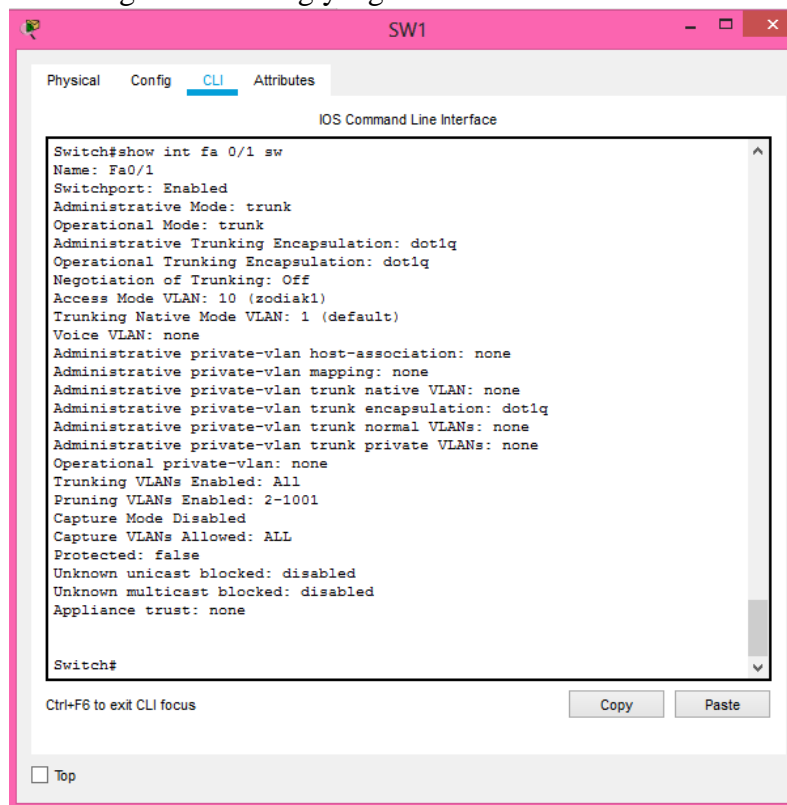 SW1
Physical Config CLI Attributes
IOS Command Line Interface
Switch#show int fa 0/1 sw
Name: Fa0/1
Switchport: Enabled
Administrative Mode: trunk
Operational Mode: trunk
Administrative Trunking Encapsulation: dot1q
Operational Trunking Encapsulation: dot1q
Negotiation of Trunking: Off
Access Mode VLAN: 10 (zodiak1)
Trunking Native Mode VLAN: 1 (default)
Voice VLAN: none
Administrative private-vlan host-association: none
Administrative private-vlan mapping: none
Administrative private-vlan trunk native VLAN: none
Administrative private-vlan trunk encapsulation: dot1q
Administrative private-vlan trunk normal VLANs: none
Administrative private-vlan trunk private VLANs: none
Operational private-vlan: none
Trunking VLANs Enabled: All
Pruning VLANs Enabled: 2-1001
Capture Mode Disabled
Capture VLANs Allowed: ALL
Protected: false
Unknown unicast blocked: disabled
Unknown multicast blocked: disabled
Appliance trust: none
Switch#
Ctrl+F6 to exit CLI focus Copy Paste
Top